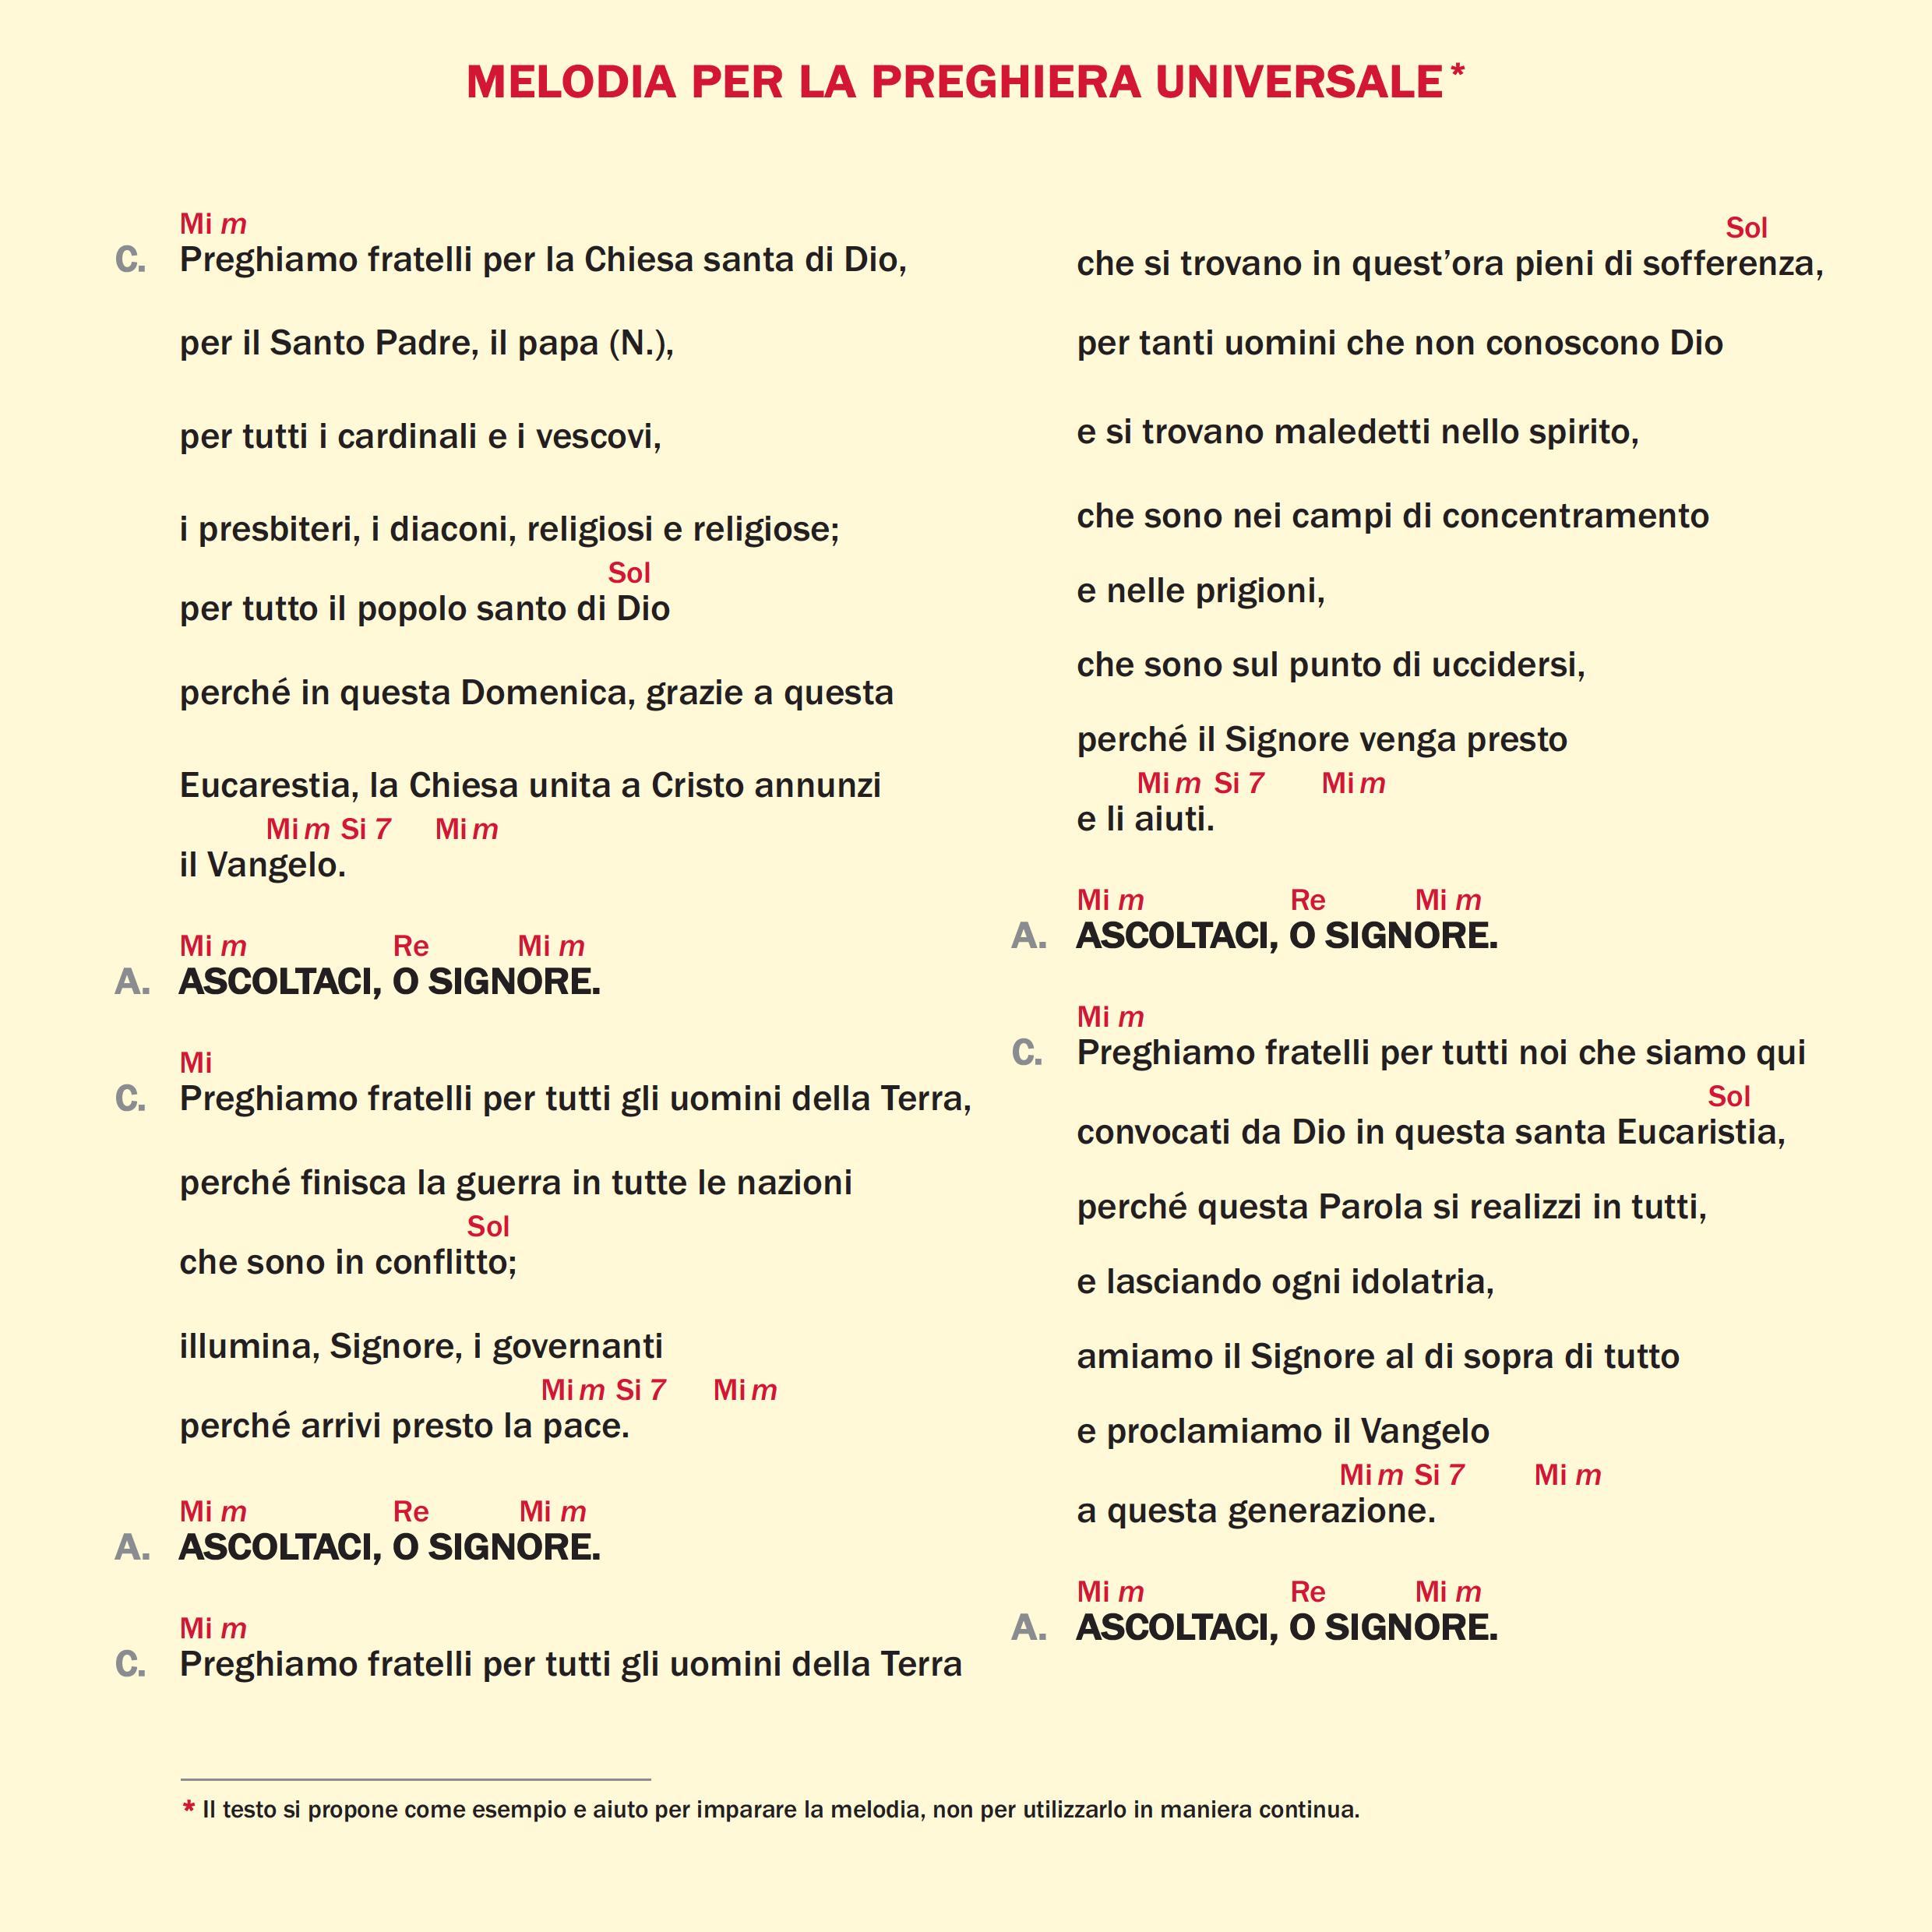 MELODIA PER LA PREGHIERA UNIVERSALE*
Mi m
C. Preghiamo fratelli per la Chiesa santa di Dio,
per il Santo Padre, il papa (N.),
per tutti i cardinali e i vescovi,
i presbiteri, i diaconi, religiosi e religiose;
Sol
per tutto il popolo santo di Dio
perché in questa Domenica, grazie a questa
Eucarestia, la Chiesa unita a Cristo annunzi
Mi m Si 7 Mi m
il Vangelo.
Mi m Re Mi m
A. ASCOLTACI, O SIGNORE.
Mi
C. Preghiamo fratelli per tutti gli uomini della Terra,
perché finisca la guerra in tutte le nazioni
Sol
che sono in conflitto;
illumina, Signore, i governanti
Mi m Si 7 Mi m
perché arrivi presto la pace.
Mi m Re Mi m
A. ASCOLTACI, O SIGNORE.
Mi m
C. Preghiamo fratelli per tutti gli uomini della Terra
Sol
che si trovano in quest’ora pieni di sofferenza,
per tanti uomini che non conoscono Dio
e si trovano maledetti nello spirito,
che sono nei campi di concentramento
e nelle prigioni,
che sono sul punto di uccidersi,
perché il Signore venga presto
Mi m Si 7 Mi m
e li aiuti.
Mi m Re Mi m
A. ASCOLTACI, O SIGNORE.
Mi m
C. Preghiamo fratelli per tutti noi che siamo qui
Sol
convocati da Dio in questa santa Eucaristia,
perché questa Parola si realizzi in tutti,
e lasciando ogni idolatria,
amiamo il Signore al di sopra di tutto
e proclamiamo il Vangelo
Mi m Si 7 Mi m
a questa generazione.
Mi m Re Mi m
A. ASCOLTACI, O SIGNORE.
* Il testo si propone come esempio e aiuto per imparare la melodia, non per utilizzarlo in maniera continua.